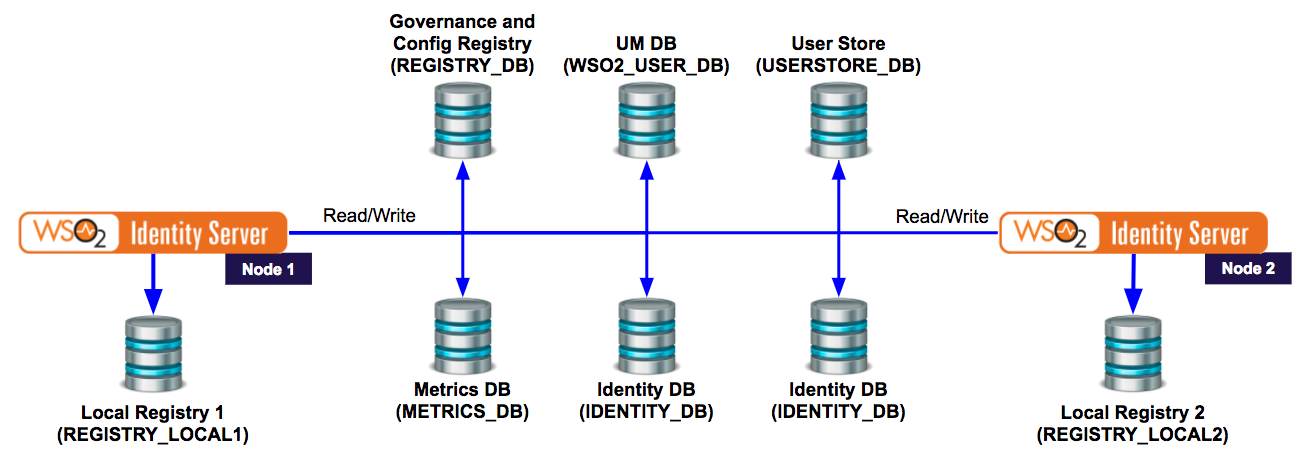 Governance and
Config Registry
(REGISTRY_DB)
UM DB
(WSO2_USER_DB)
User Store
(USERSTORE_DB)
Read/Write
Read/Write
WSO2 Identity Server
Node 1
WSO2 Identity Server
Node 2
Metrics DB
(METRICS_DB)
Identity DB
(IDENTITY_DB)
Identity DB
(IDENTITY_DB)
Local Registry 1
(REGISTRY_LOCAL1)
Local Registry 2
(REGISTRY_LOCAL2)